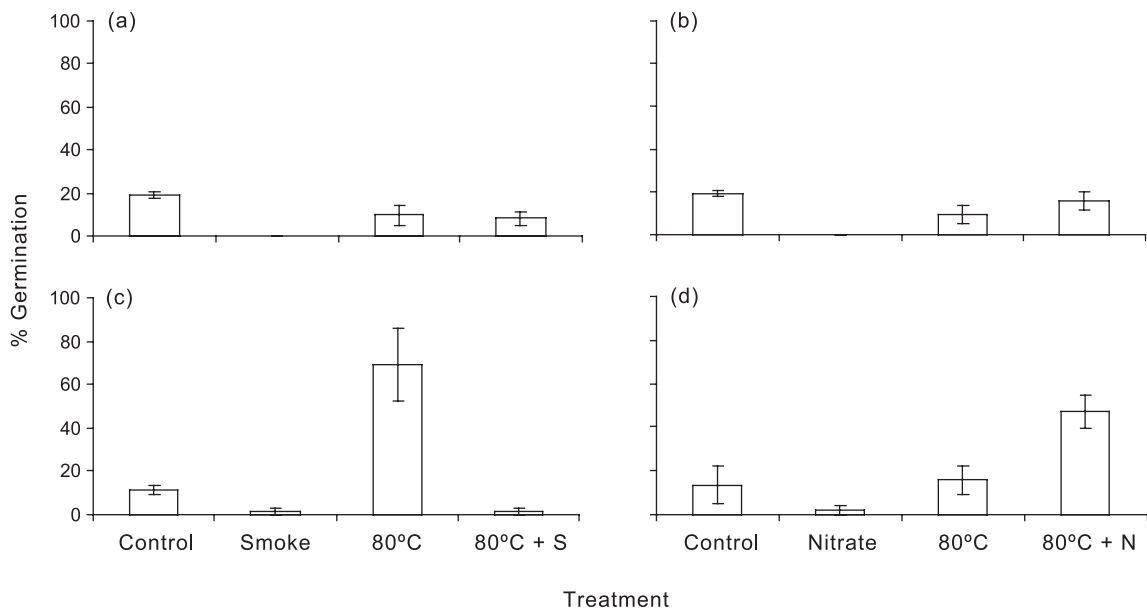 (a)
100
80
60
40
20
0
(b)
(c)
100
80
60
40
20
0
(d)
% Germination
Control Smoke 80ºC 80ºC + S
Control Nitrate 80ºC 80ºC + N
Treatment